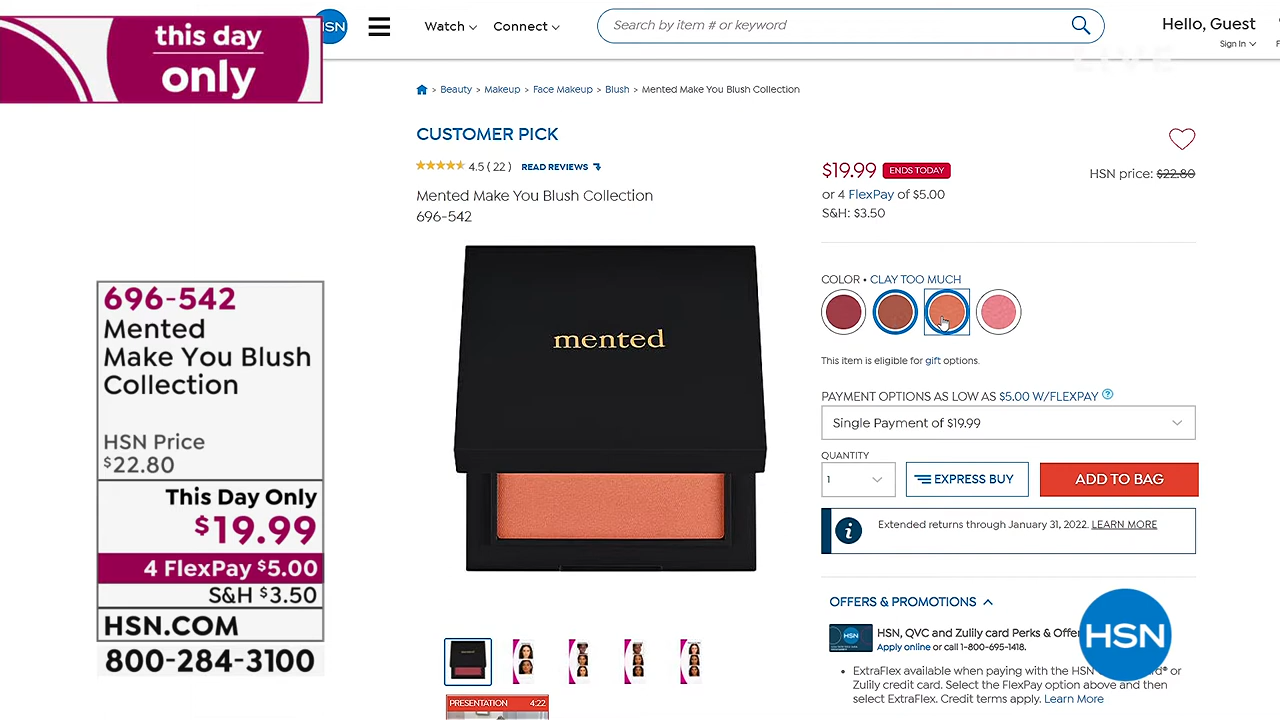 this day
only
HSN
Watch
Connect
Search by item # or keyword
Hello, Guest
Sign In
LIVE
Beauty > Makeup > Face Makeup > Blush > Mented Make You Blush Collection
CUSTOMER PICK
4.5 ( 22 ) READ REVIEWS
Mented Make You Blush Collection
696-542
$19.99 ENDS TODAY
HSN price: $22.80
or 4 FlexPay of $5.00
S&H: $3.50
COLOR • CLAY TOO MUCH
This item is eligible for gift options.
PAYMENT OPTIONS AS LOW AS $5.00 W/FLEXPAY ?
Single Payment of $19.99
QUANTITY
1
EXPRESS BUY
ADD TO BAG
i
Extended returns through January 31, 2022. LEARN MORE
OFFERS & PROMOTIONS
HSN
HSN, QVC and Zulily card Perks & Offe
Apply online or call 1-800-695-1418.
• ExtraFlex available when paying with the HSN
or
Zulily credit card. Select the FlexPay option above and then
select ExtraFlex. Credit terms apply. Learn More
HSN
mented
PRESENTATION 4:22
696-542
Mented
Make You Blush
Collection
HSN Price
$22.80
This Day Only
$19.99
4 FlexPay $5.00
S&H $3.50
HSN.COM
800-284-3100